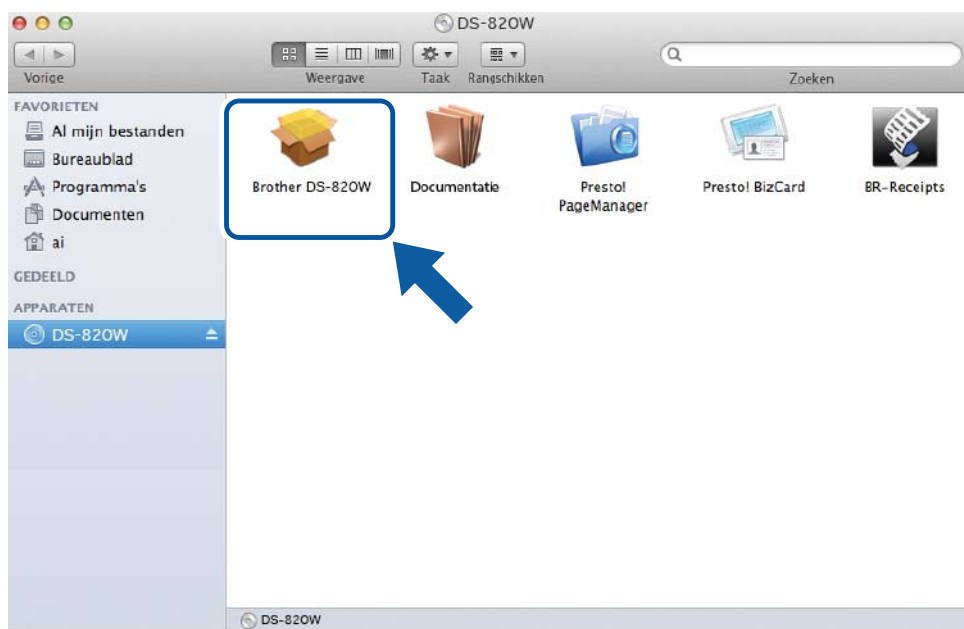 DS-820W
Vorige
Weergave
Taak
Rangschikken
Zoeken
FAVORIETEN
Al mijn bestanden
Bureaublad
Programma's
Documenten
ai
GEDEELD
APPARATEN
DS-820W
Brother DS-820W
Documentatie
Presto!
PageManager
Presto! BizCard
BR-Receipts
DS-820W